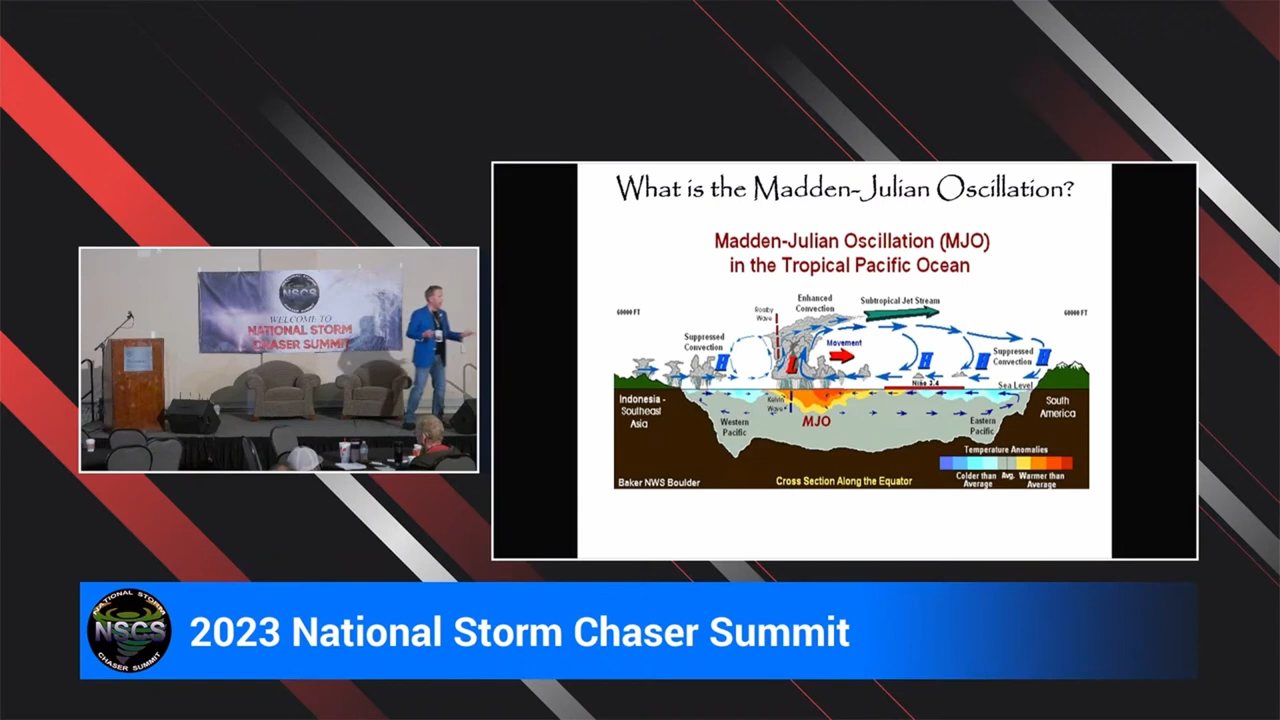 What is the Madden-Julian Oscillation?
Madden-Julian Oscillation (MJO)
in the Tropical Pacific Ocean
60000 FT
Rossby
Wave
Enhanced
Convection
Subtropical Jet Stream
60000 FT
Suppressed
Convection
H
L
Movement
H
H
Suppressed
Convection
H
Niño 3.4
Sea Level
Indonesia -
Southeast
Asia
Kelvin
Wave
MJO
Western
Pacific
Eastern
Pacific
South
America
Temperature Anomalies
Colder than
Average
Avg.
Warmer than
Average
Baker NWS Boulder
Cross Section Along the Equator
NSCS
WELCOME TO
NATIONAL STORM
CHASER SUMMIT
NATIONAL STORM
NSCS
CHASER SUMMIT
2023 National Storm Chaser Summit